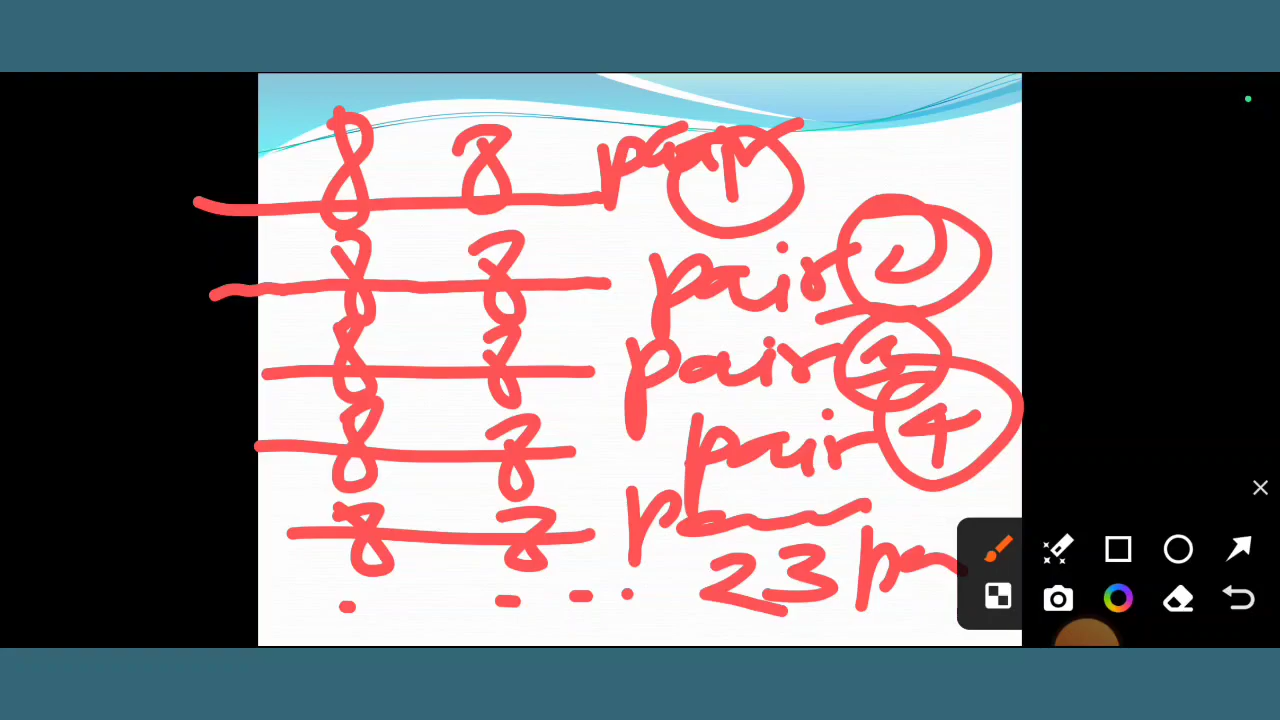 8 8 pair 1
8 8 pair 2
8 8 pair 3
8 8 pair 4
8 8
23